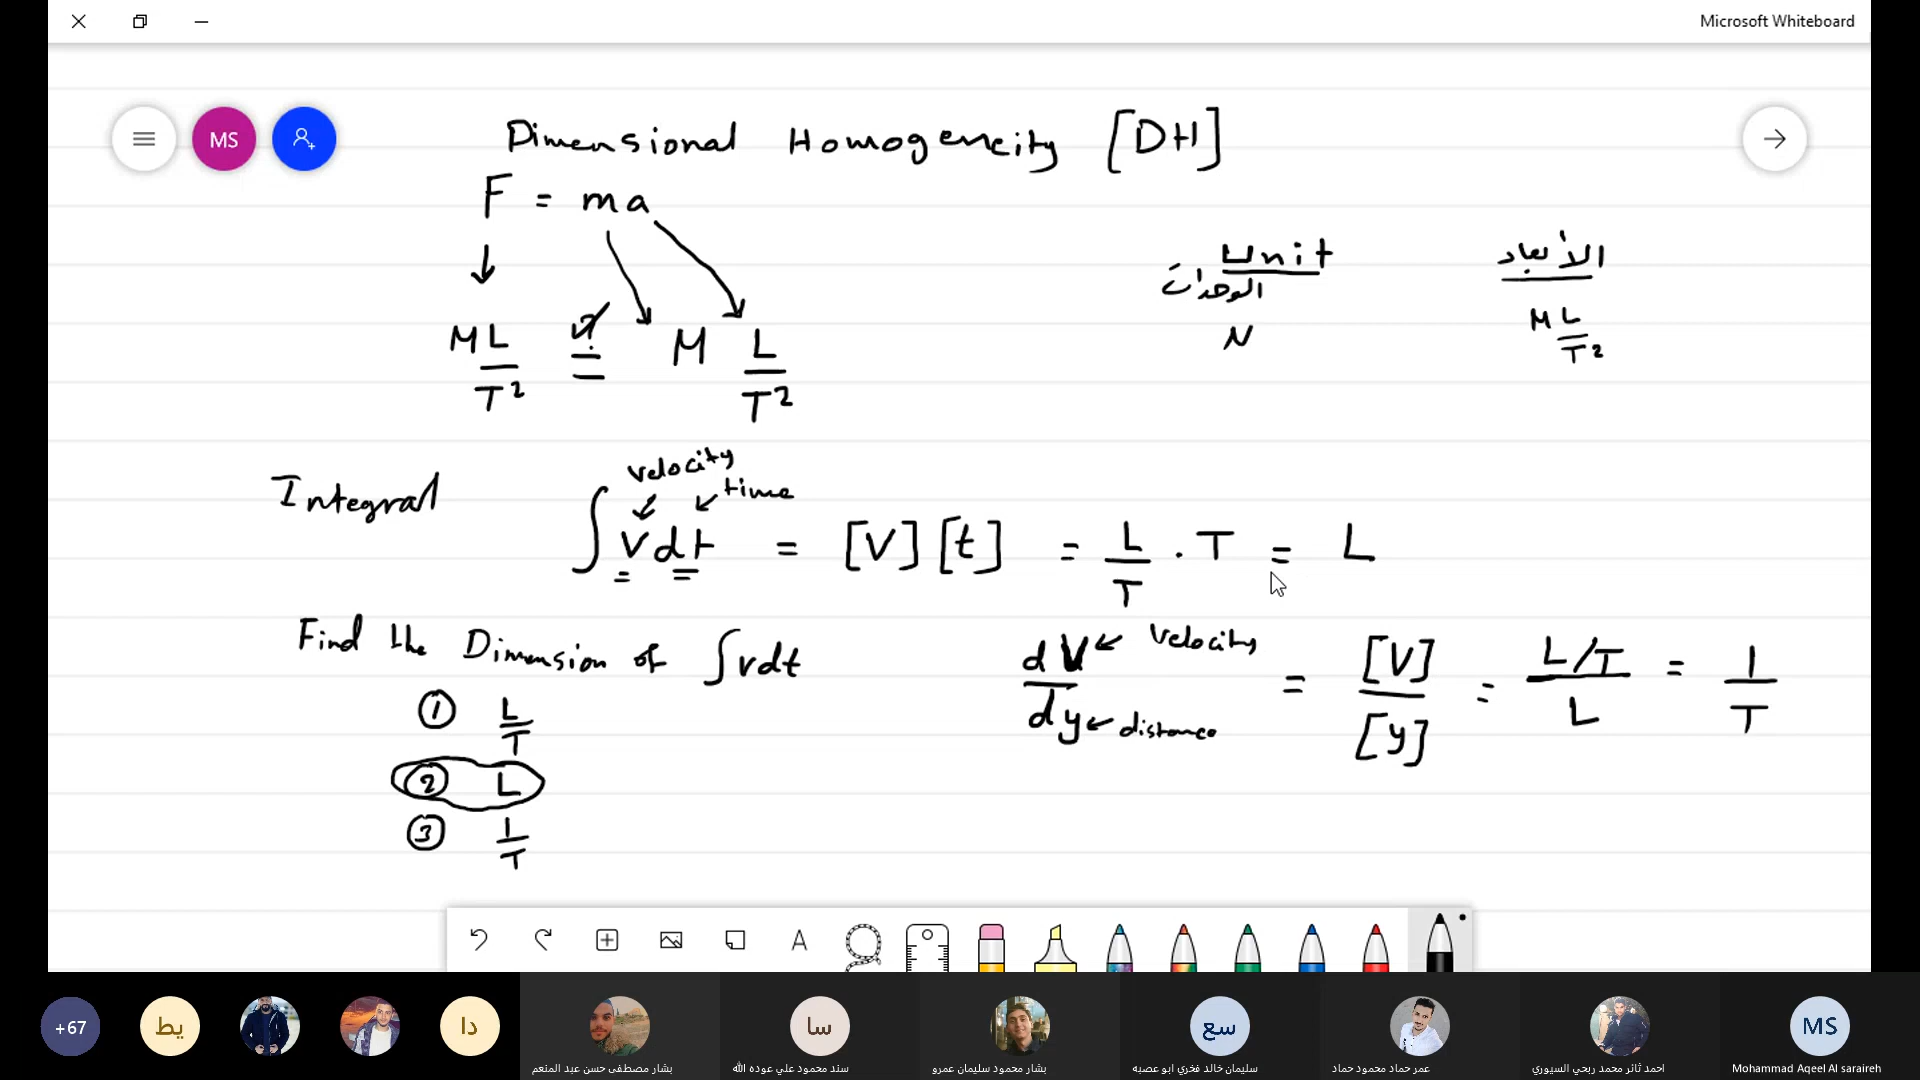 Microsoft Whiteboard
MS
Dimensional Homogeneity [DH]
F = ma
Unit
الوحدات
N
الأبعاد
ML/T²
ML/T² =? M L/T²
Integral
velocity
time
∫ v dt = [V][t] = L/T . T = L
Find the Dimension of ∫vdt
① L/T
② L
③ 1/T
dV/dy = [V]/[y] = L/T / L = 1/T
velocity
distance
+67
يط
دا
سا
سع
MS
بشار مصطفى حسن عبد المنعم
سند محمود علي عوده الله
بشار محمود سليمان عمرو
سليمان خالد فخري ابو عصبه
عمر حماد محمود حماد
احمد ثائر محمد ربحي السيوري
Mohammad Aqeel Al saraireh